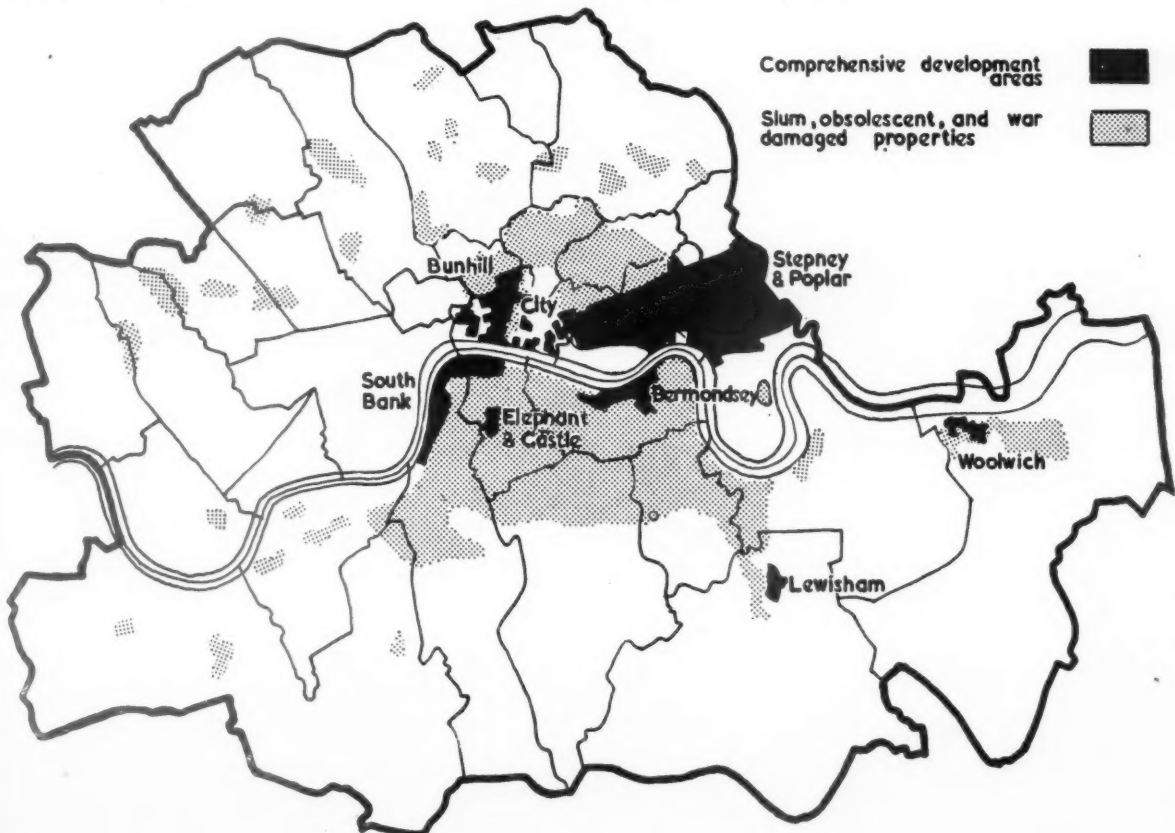 Comprehensive development
areas
Slum, obsolescent, and war
damaged properties
Bunhill
City
Stepney
& Poplar
South
Bank
Elephant
& Castle
Bermondsey
Woolwich
Lewisham